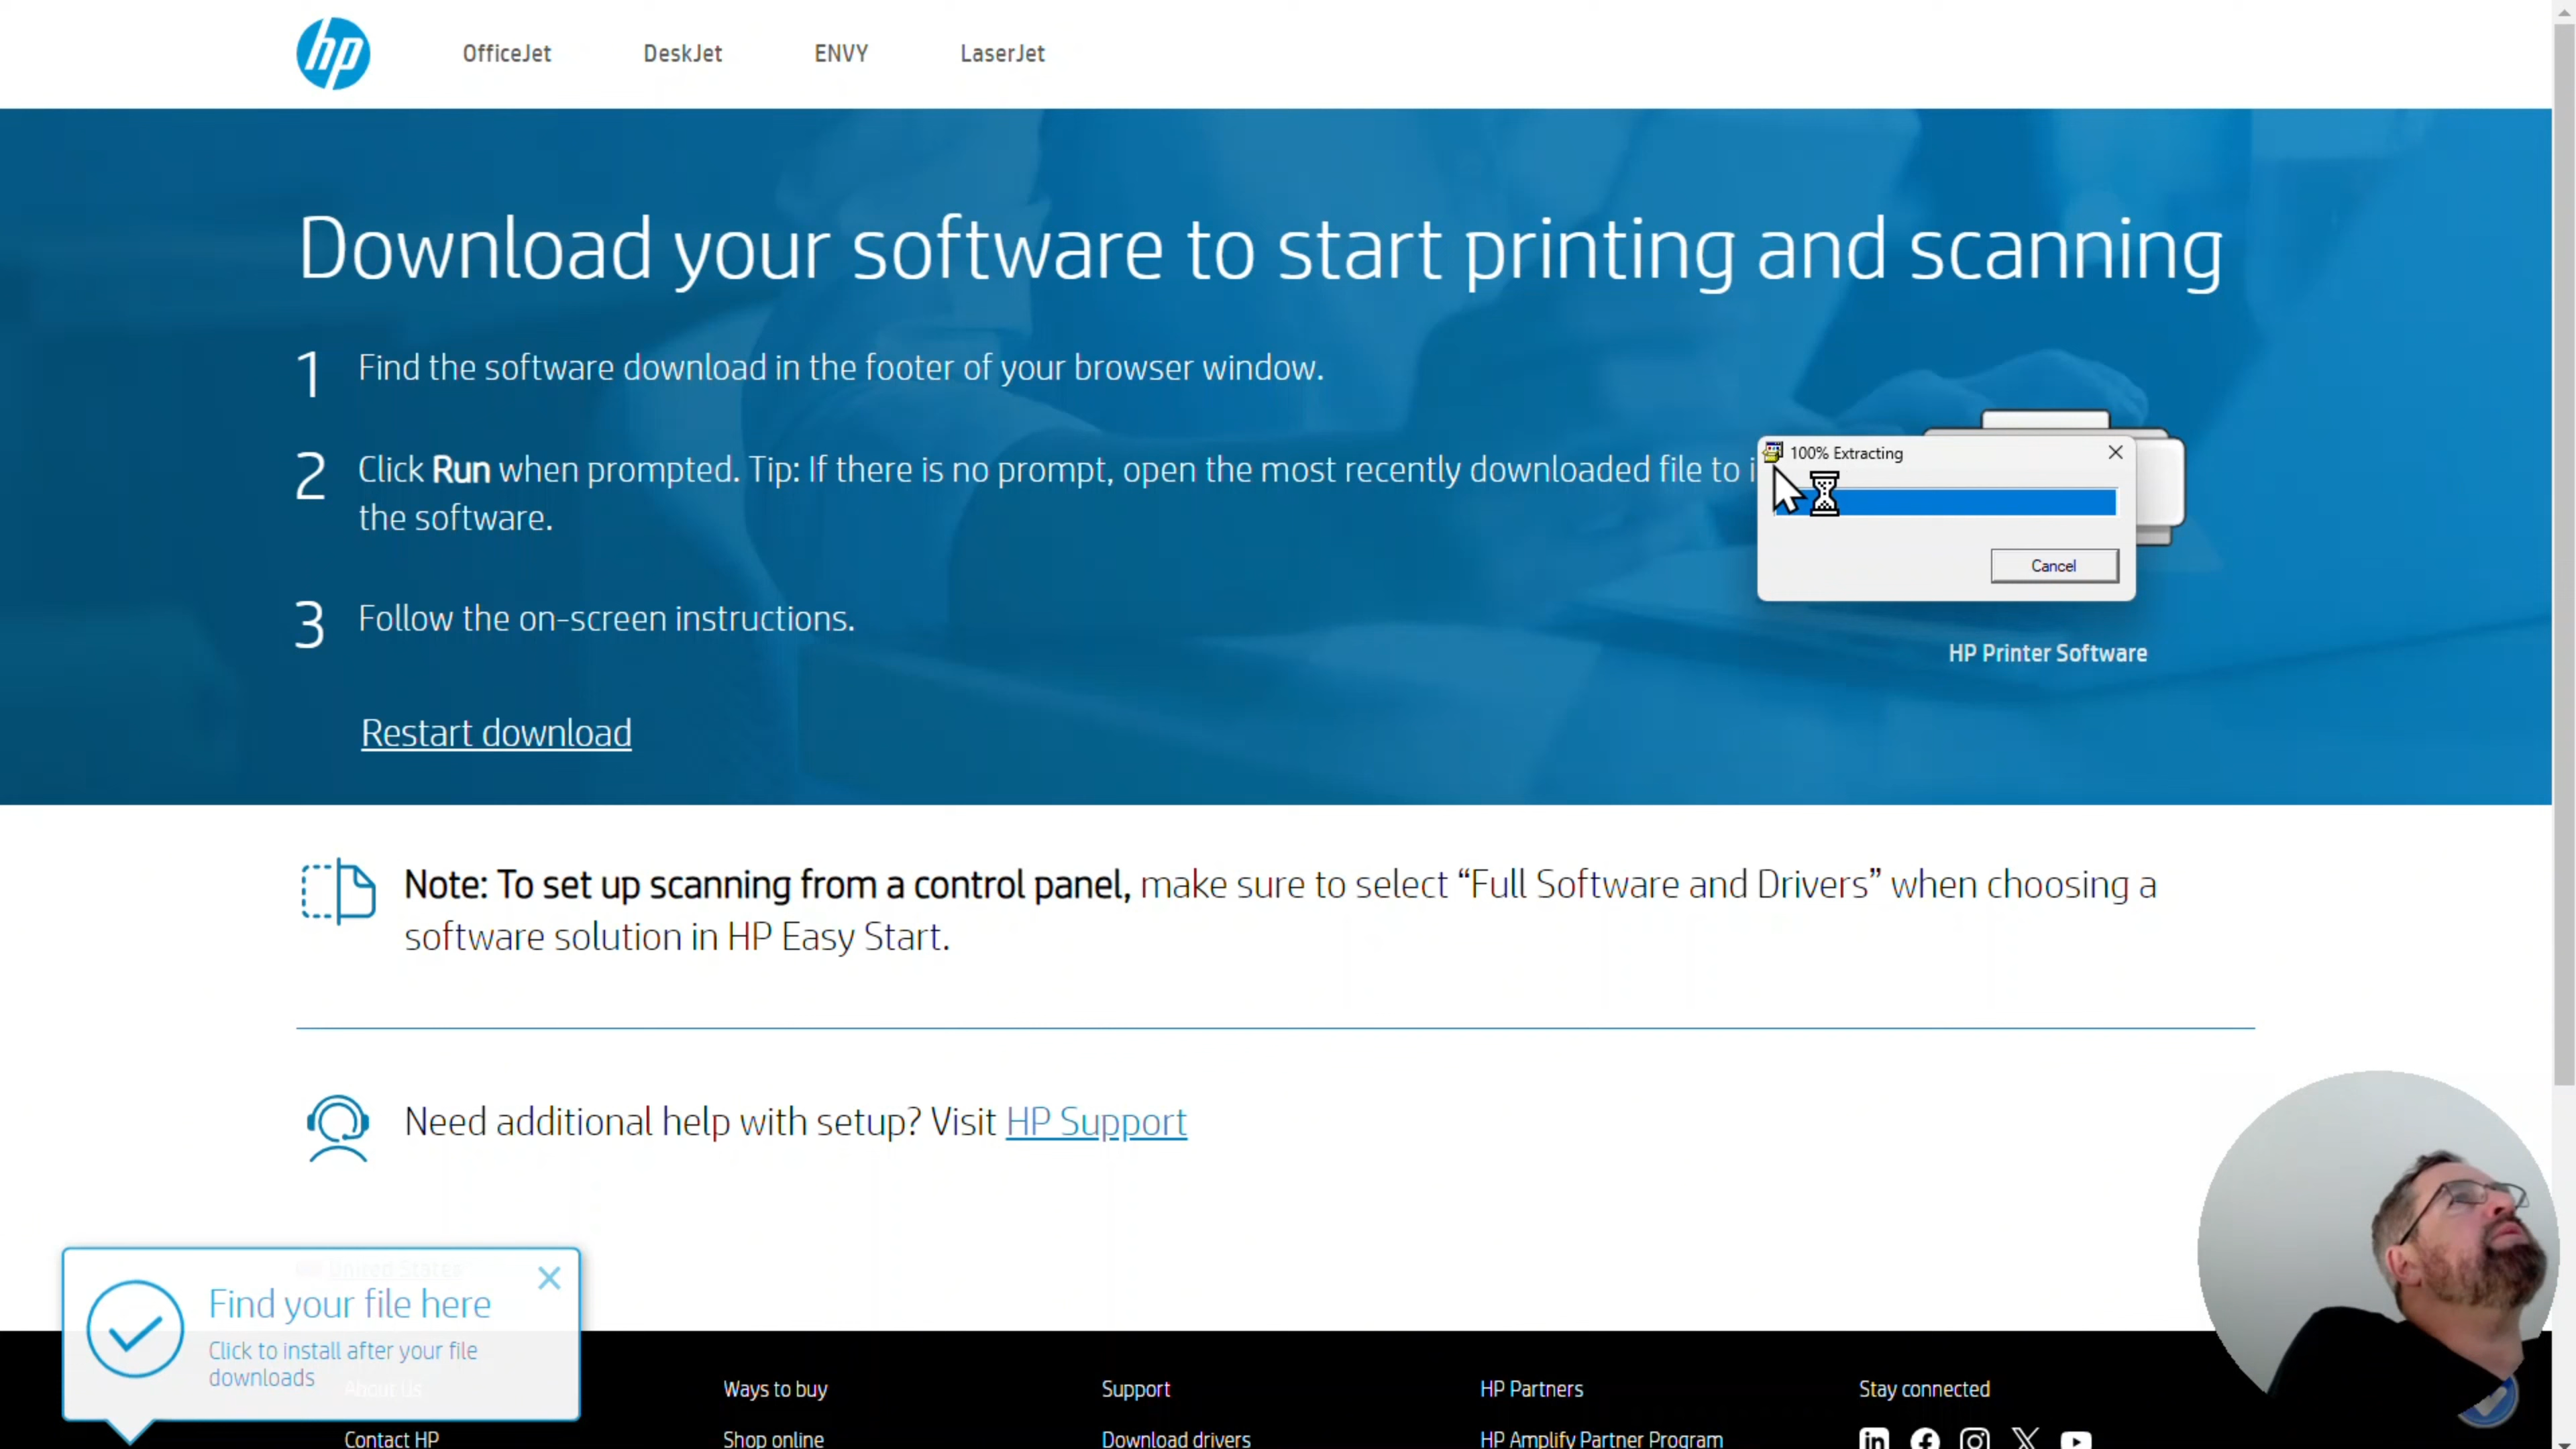 hp
OfficeJet DeskJet ENVY LaserJet
Download your software to start printing and scanning
1 Find the software download in the footer of your browser window.
2 Click Run when prompted. Tip: If there is no prompt, open the most recently downloaded file to i
the software.
3 Follow the on-screen instructions.
Restart download
100% Extracting
Cancel
HP Printer Software
Note: To set up scanning from a control panel, make sure to select “Full Software and Drivers” when choosing a
software solution in HP Easy Start.
Need additional help with setup? Visit HP Support
United States
Find your file here
Click to install after your file
downloads
About Us
Ways to buy
Support
HP Partners
Stay connected
Contact HP
Shop online
Download drivers
HP Amplify Partner Program